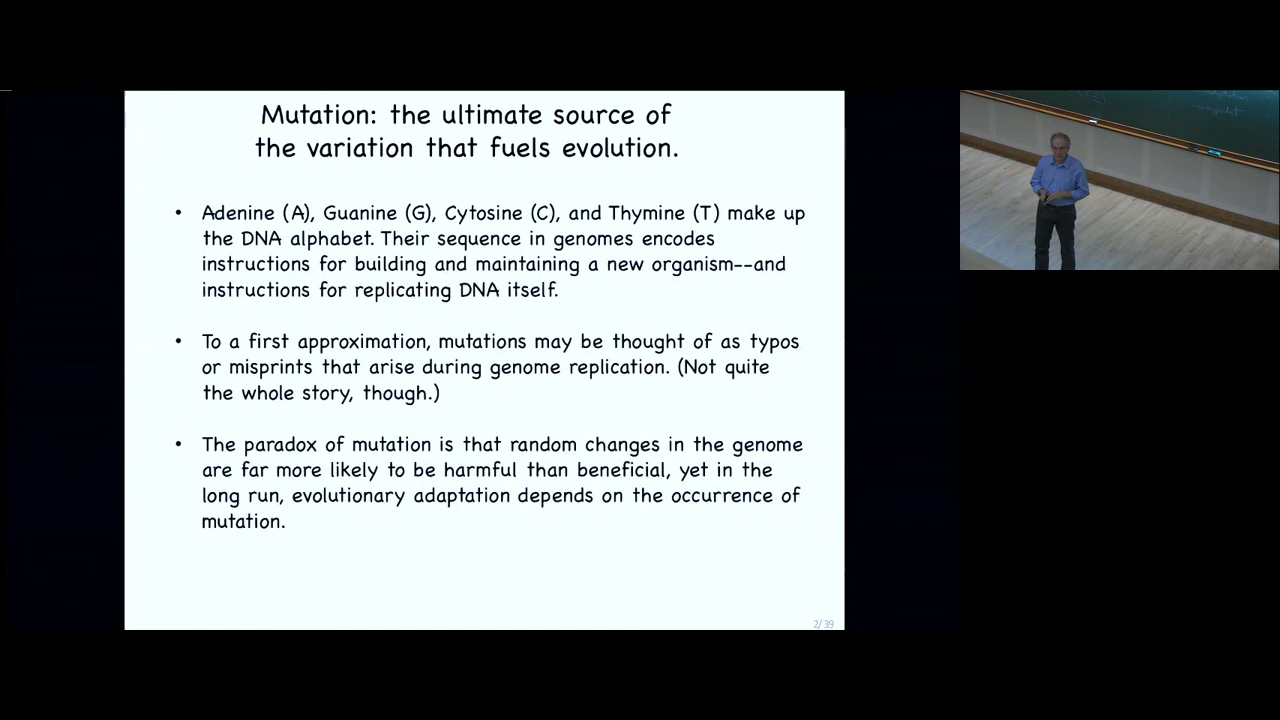 Mutation: the ultimate source of
the variation that fuels evolution.
• Adenine (A), Guanine (G), Cytosine (C), and Thymine (T) make up
the DNA alphabet. Their sequence in genomes encodes
instructions for building and maintaining a new organism--and
instructions for replicating DNA itself.
• To a first approximation, mutations may be thought of as typos
or misprints that arise during genome replication. (Not quite
the whole story, though.)
• The paradox of mutation is that random changes in the genome
are far more likely to be harmful than beneficial, yet in the
long run, evolutionary adaptation depends on the occurrence of
mutation.
2/39